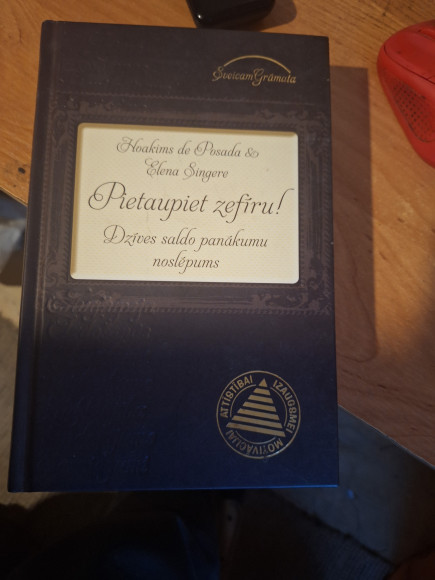 SveicamGrāmata
Hoakims de Posada &
Elena Singere
Pietaupiet zefīru!
Dzīves saldo panākumu
noslēpums
ATTĪSTĪBAI IZAUGSMEI MOTIVĀCIJAI